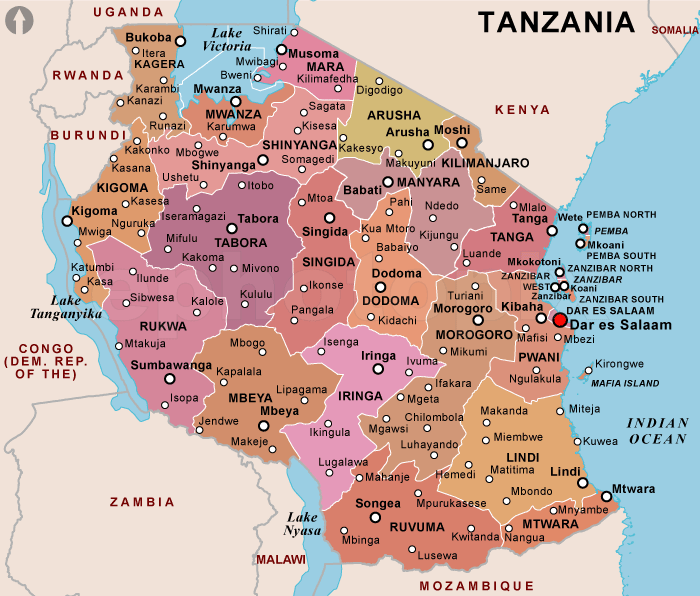 UGANDA
TANZANIA
SOMALIA
Lake
Victoria
Shirati
Bukoba
Itera
KAGERA
Musoma
MARA
Mwibagi
Bweni
Kilimafedha
RWANDA
Karambi
Kanazi
Mwanza
Digodigo
KENYA
Runazi
MWANZA
Karumwa
Sagata
Kisesa
ARUSHA
Arusha
Moshi
BURUNDI
Kakonko
Mbogwe
SHINYANGA
Kakesyo
Kasana
Shinyanga
Somagedi
Makuyuni
KILIMANJARO
KIGOMA
Ushetu
Itobo
Babati
MANYARA
Same
Kasesa
Mtoa
Pahi
Kigoma
Iseramagazi
Tabora
Ndedo
Mlalo
Nguruka
Singida
Kua Mtoro
Tanga
Wete
PEMBA NORTH
Mwiga
Mifulu
TABORA
Kijungu
TANGA
PEMBA
Babaiyo
Mkoani
PEMBA SOUTH
Katumbi
Kakoma
Mivono
SINGIDA
Luande
Mkokotoni
ZANZIBAR NORTH
Kasa
Ilunde
Dodoma
ZANZIBAR
WEST
ZANZIBAR
Koani
Lake
Tanganyika
Sibwesa
Kalole
Kululu
Ikonse
DODOMA
Turiani
Zanzibar
ZANZIBAR SOUTH
Pangala
Kidachi
Morogoro
Kibaha
DAR ES SALAAM
Dar es Salaam
RUKWA
MOROGORO
Mafisi
Mbezi
CONGO
(DEM. REP.
OF THE)
Mtakuja
Mbogo
Isenga
Iringa
Mikumi
PWANI
Sumbawanga
Kapalala
Ivuma
Ngulakula
Kirongwe
MAFIA ISLAND
Isopa
MBEYA
Lipagama
IRINGA
Ifakara
Mgeta
Mbeya
Makanda
Miteja
Jendwe
Ikingula
Mgawsi
Chilombola
INDIAN
OCEAN
Makeje
Luhayando
Miembwe
Kuwea
Lugalawa
LINDI
Mahanje
Hemedi
Matitima
Lindi
Mtwara
ZAMBIA
Songea
Mpurukasese
Mbondo
Lake
Nyasa
RUVUMA
Mnyambe
Mbinga
Kwitanda
Nangua
MTWARA
MALAWI
Lusewa
MOZAMBIQUE